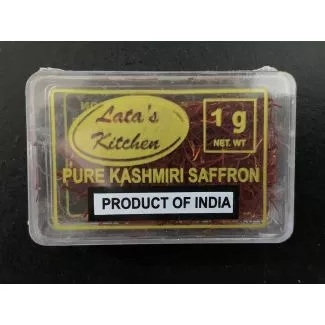 Lata's
Kitchen
1 g
NET. WT
PURE KASHMIRI SAFFRON
PRODUCT OF INDIA